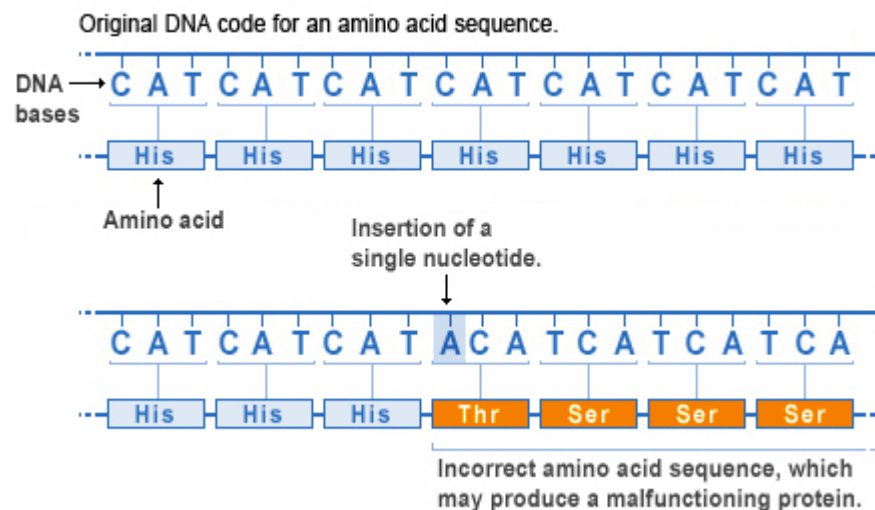 Original DNA code for an amino acid sequence.
DNA bases
C A T C A T C A T C A T C A T C A T C A T
His His His His His His His
Amino acid
Insertion of a
single nucleotide.
C A T C A T C A T A C A T C A T C A T C A
His His His Thr Ser Ser Ser
Incorrect amino acid sequence, which
may produce a malfunctioning protein.